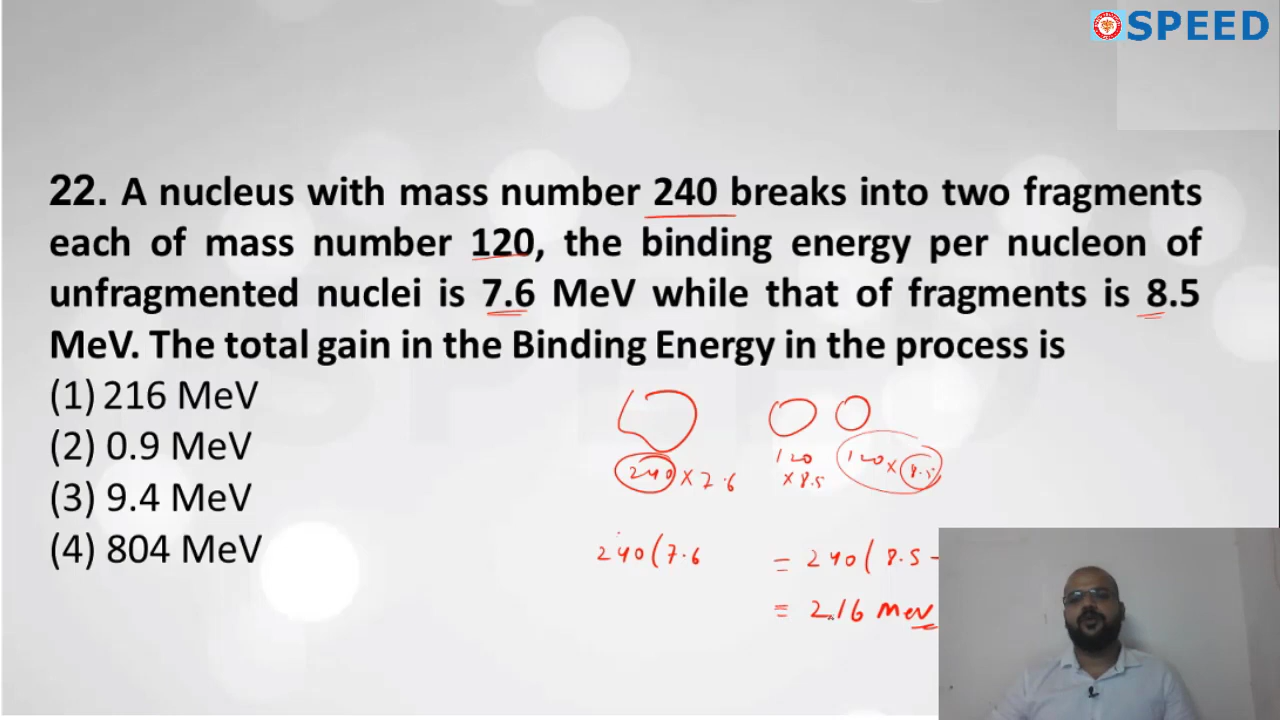 SPEED
22. A nucleus with mass number 240 breaks into two fragments
each of mass number 120, the binding energy per nucleon of
unfragmented nuclei is 7.6 MeV while that of fragments is 8.5
MeV. The total gain in the Binding Energy in the process is
(1) 216 MeV
(2) 0.9 MeV
(3) 9.4 MeV
(4) 804 MeV
240 × 7.6
120
× 8.5
120 × 8.5
240(7.6
= 240(8.5 -
= 216 MeV